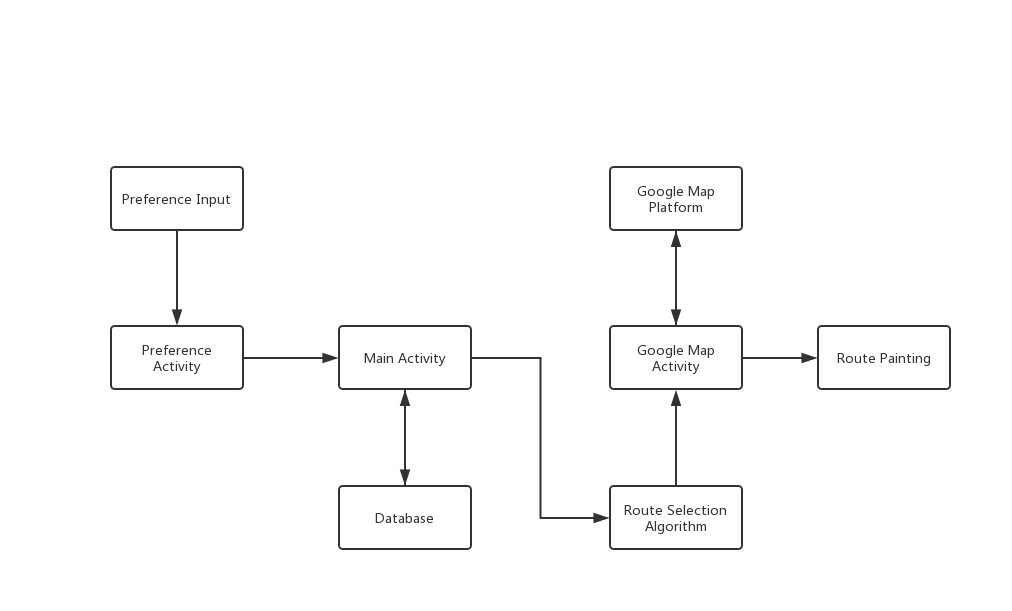 Preference Input
Google Map
Platform
Preference
Activity
Main Activity
Google Map
Activity
Route Painting
Database
Route Selection
Algorithm